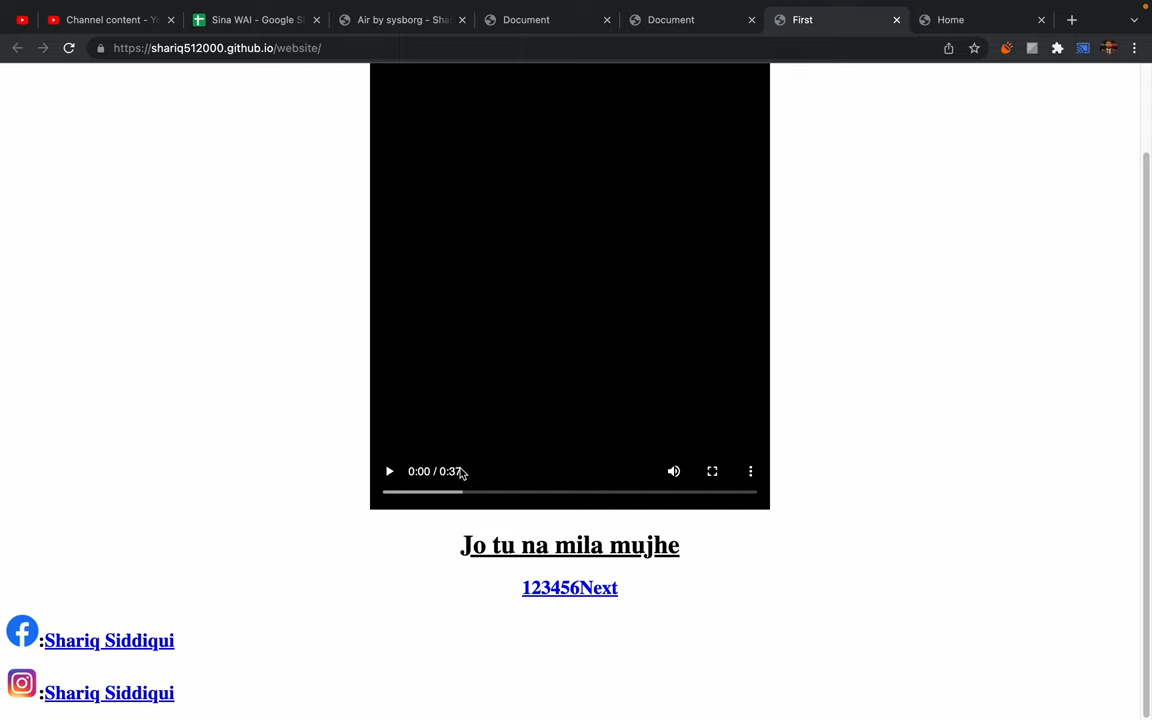 Channel content - Yo
Sina WAI - Google S
Air by sysborg - Sha
Document
Document
First
Home
https://shariq512000.github.io/website/
0:00 / 0:37
Jo tu na mila mujhe
123456Next
:Shariq Siddiqui
:Shariq Siddiqui